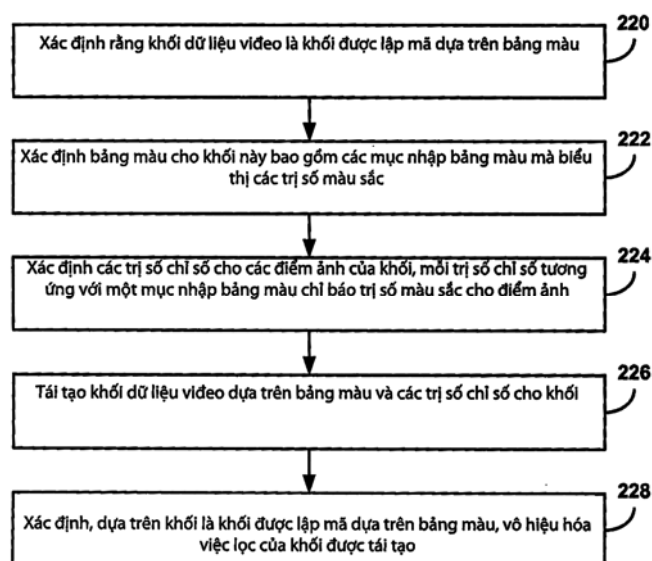 220
Xác định rằng khối dữ liệu viđeo là khối được lập mã dựa trên bảng màu
222
Xác định bảng màu cho khối này bao gồm các mục nhập bảng màu mà biểu
thị các trị số màu sắc
224
Xác định các trị số chỉ số cho các điểm ảnh của khối, mỗi trị số chỉ số tương
ứng với một mục nhập bảng màu chỉ báo trị số màu sắc cho điểm ảnh
226
Tái tạo khối dữ liệu viđeo dựa trên bảng màu và các trị số chỉ số cho khối
228
Xác định, dựa trên khối là khối được lập mã dựa trên bảng màu, vô hiệu hóa
việc lọc của khối được tái tạo